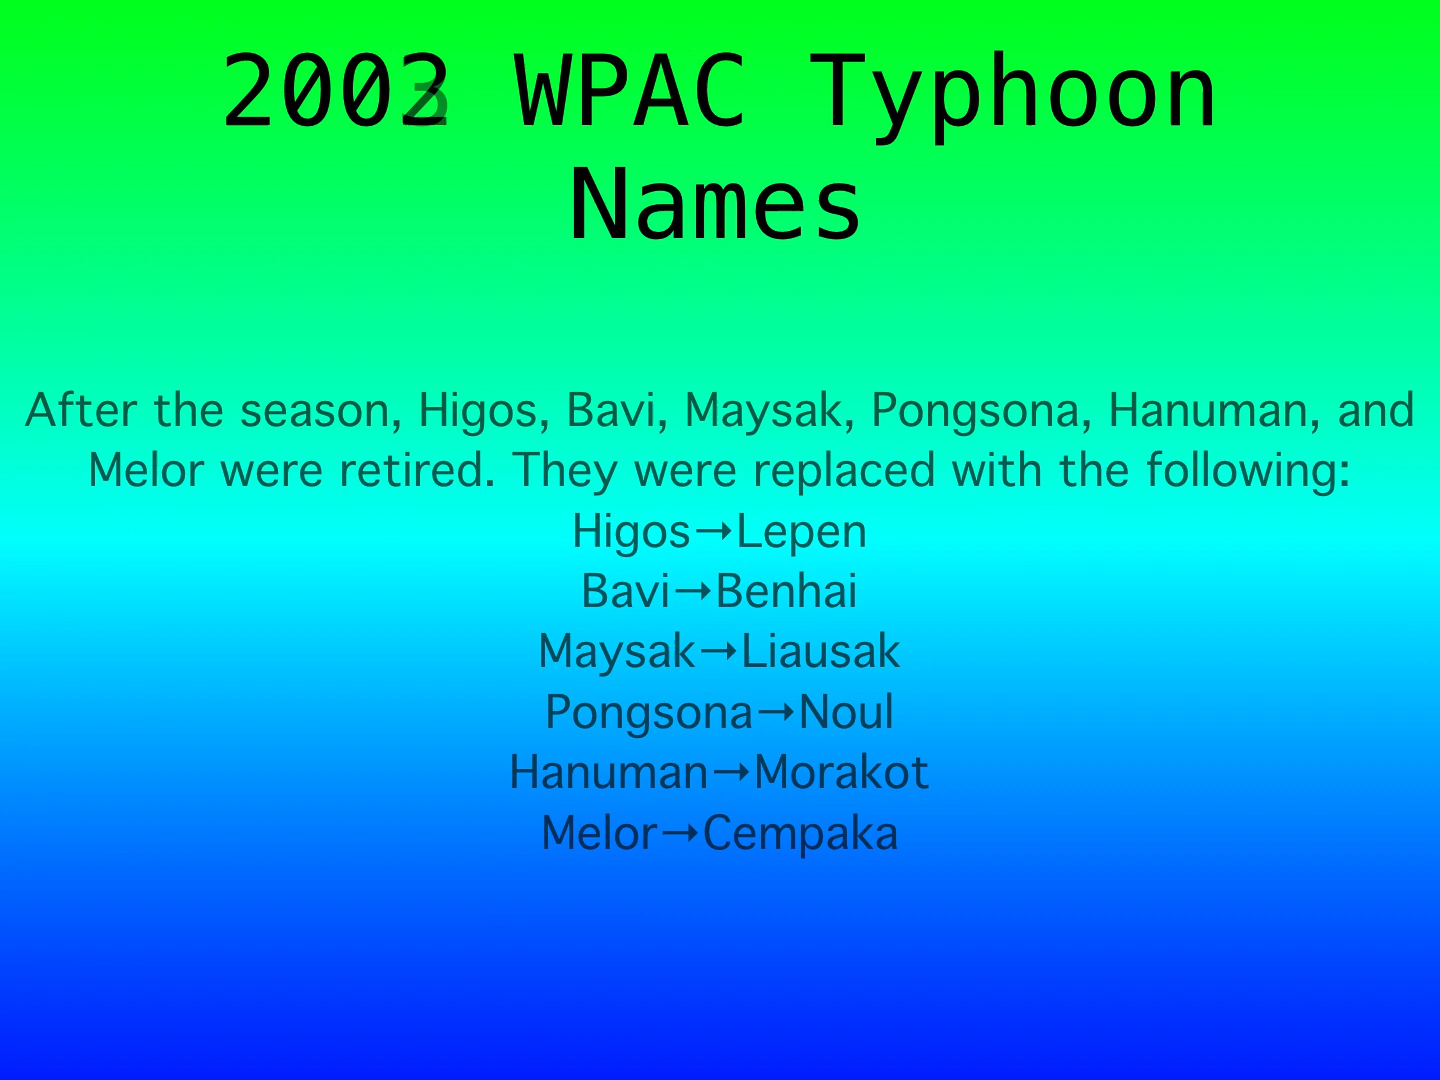 2003 WPAC Typhoon
Names
After the season, Higos, Bavi, Maysak, Pongsona, Hanuman, and
Melor were retired. They were replaced with the following:
Higos→Lepen
Bavi→Benhai
Maysak→Liausak
Pongsona→Noul
Hanuman→Morakot
Melor→Cempaka